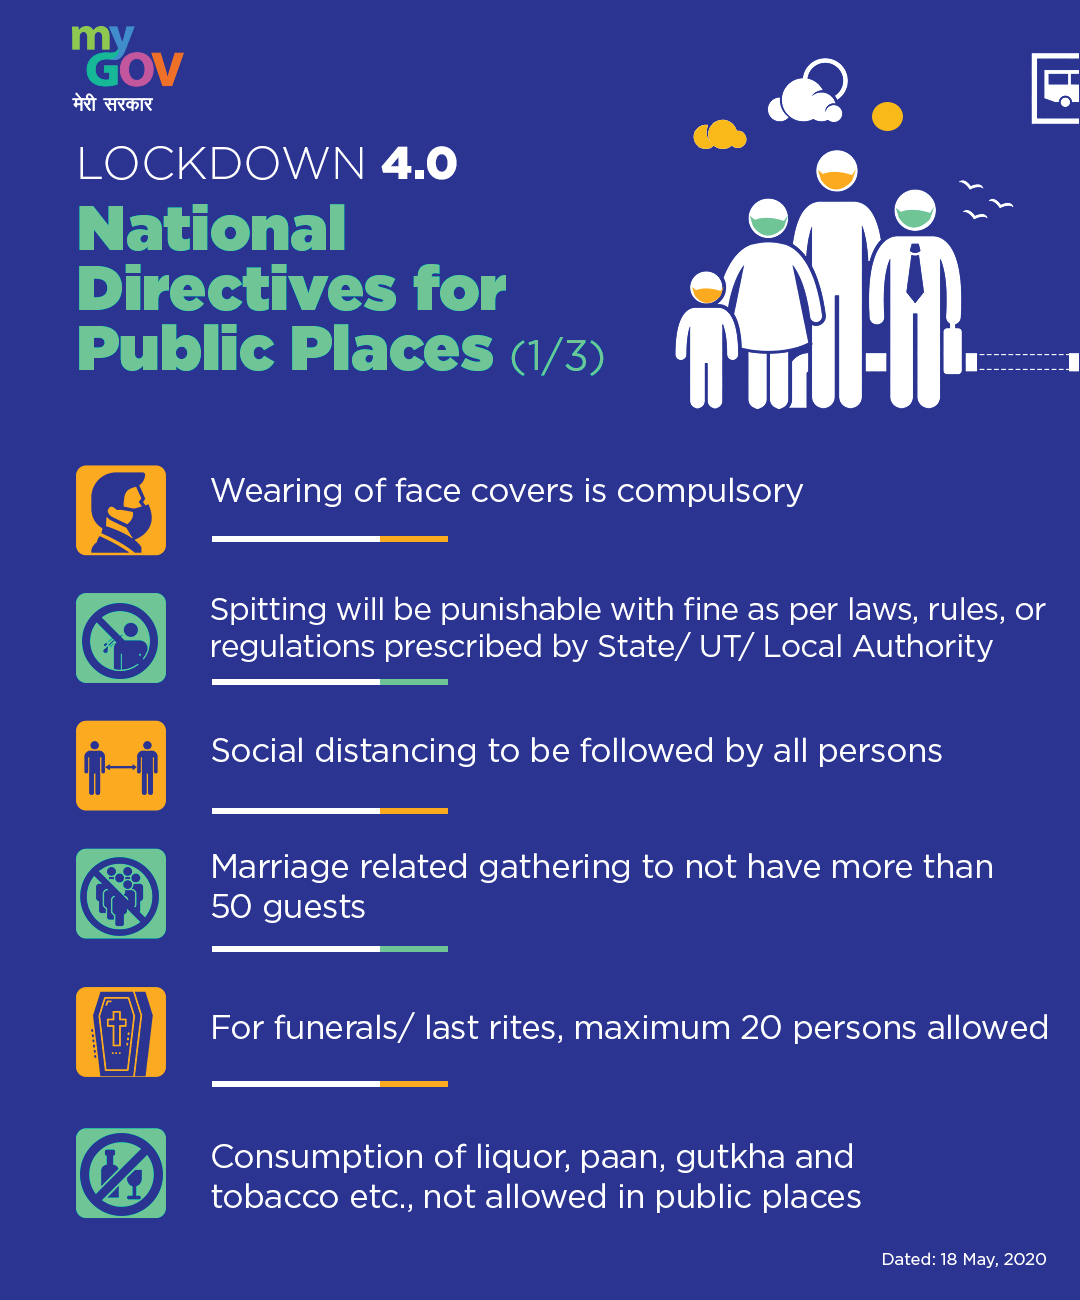 my
GOV
मेरी सरकार
LOCKDOWN 4.0
National
Directives for
Public Places (1/3)
Wearing of face covers is compulsory
Spitting will be punishable with fine as per laws, rules, or
regulations prescribed by State/ UT/ Local Authority
Social distancing to be followed by all persons
Marriage related gathering to not have more than
50 guests
For funerals/ last rites, maximum 20 persons allowed
Consumption of liquor, paan, gutkha and
tobacco etc., not allowed in public places
Dated: 18 May, 2020